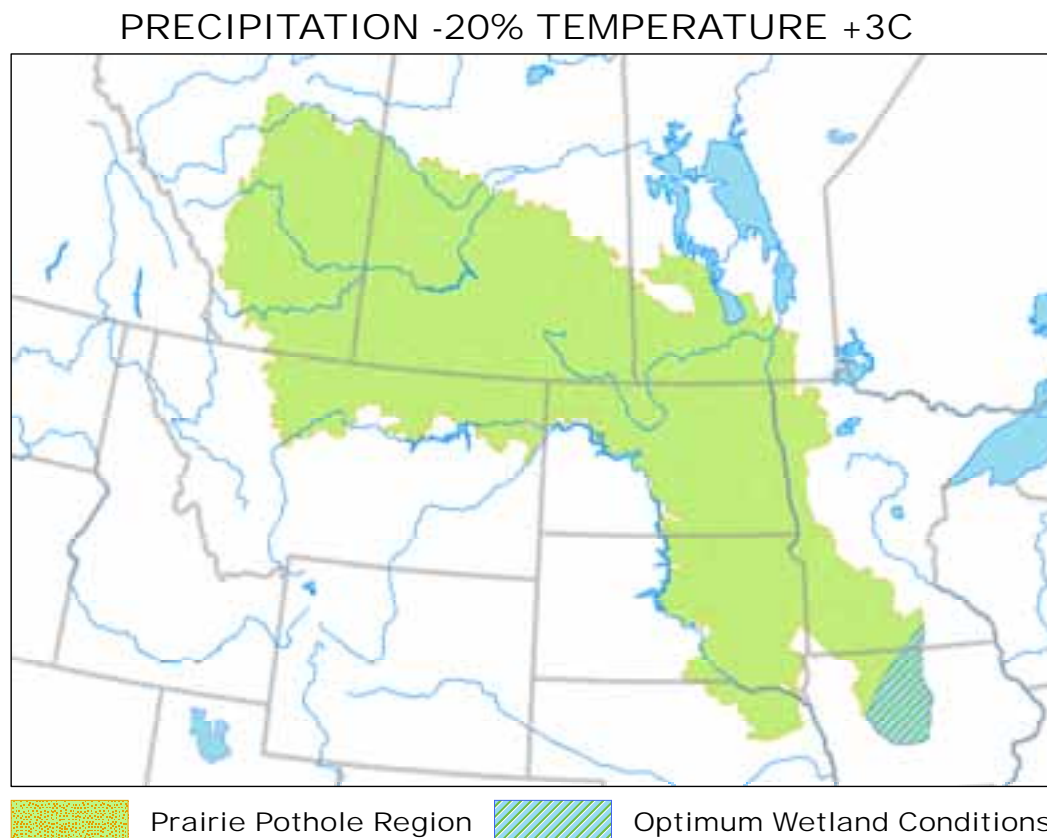 PRECIPITATION -20% TEMPERATURE +3C
Prairie Pothole Region
Optimum Wetland Conditions